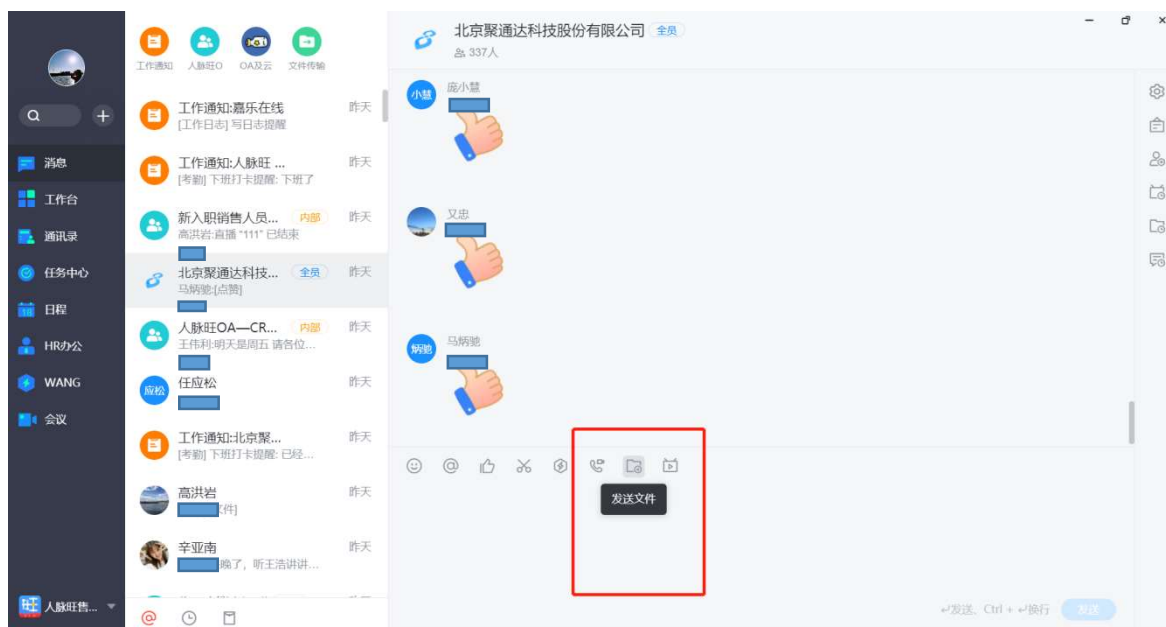 消息
工作台
通讯录
任务中心
日程
HR办公
WANG
会议
人脉旺售...
工作通知
人脉旺O
OA及云
文件传输
工作通知:嘉乐在线
昨天
[工作日志] 写日志提醒
工作通知:人脉旺 ...
昨天
[考勤] 下班打卡提醒: 下班了
新入职销售人员...
内部
昨天
高洪岩:直播 "111" 已结束
北京聚通达科技...
全员
昨天
马炳驰:[点赞]
人脉旺OA—CR...
内部
昨天
王伟利:明天是周五 请各位...
应松
任应松
昨天
工作通知:北京聚...
昨天
[考勤] 下班打卡提醒: 已经...
高洪岩
昨天
件]
辛亚南
昨天
晚了，听王浩讲讲...
北京聚通达科技股份有限公司
全员
337人
小慧
庞小慧
又忠
炳驰
马炳驰
发送文件
↵发送，Ctrl + ↵换行
发送